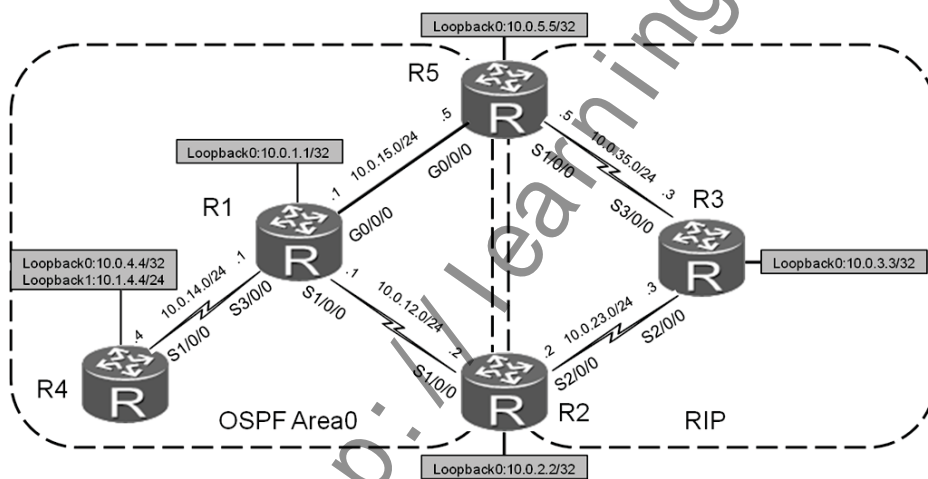 Loopback0:10.0.5.5/32
R5
R
.5
.5
10.0.15.0/24
G0/0/0
S1/0/0
10.0.35.0/24
.3
S3/0/0
Loopback0:10.0.1.1/32
R1
R
.1
G0/0/0
R3
R
Loopback0:10.0.3.3/32
Loopback0:10.0.4.4/32
Loopback1:10.1.4.4/24
10.0.14.0/24
.1
S3/0/0
.1
S1/0/0
10.0.12.0/24
.2
S1/0/0
.3
10.0.23.0/24
S2/0/0
.2
S2/0/0
.4
S1/0/0
R4
R
R
R2
OSPF Area0
RIP
Loopback0:10.0.2.2/32
p://learning